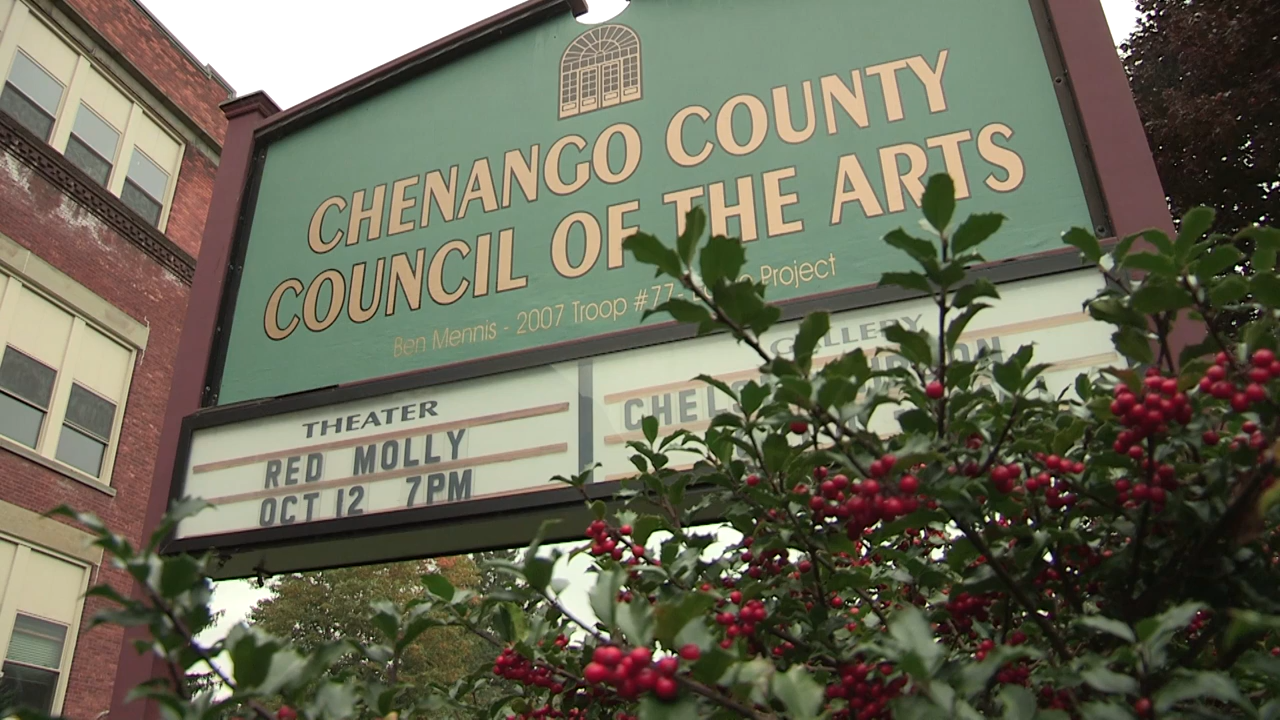 CHENANGO COUNTY
COUNCIL OF THE ARTS
Ben Mennis - 2007 Troop #77 Project
THEATER
RED MOLLY
OCT 12 7PM
GALLERY